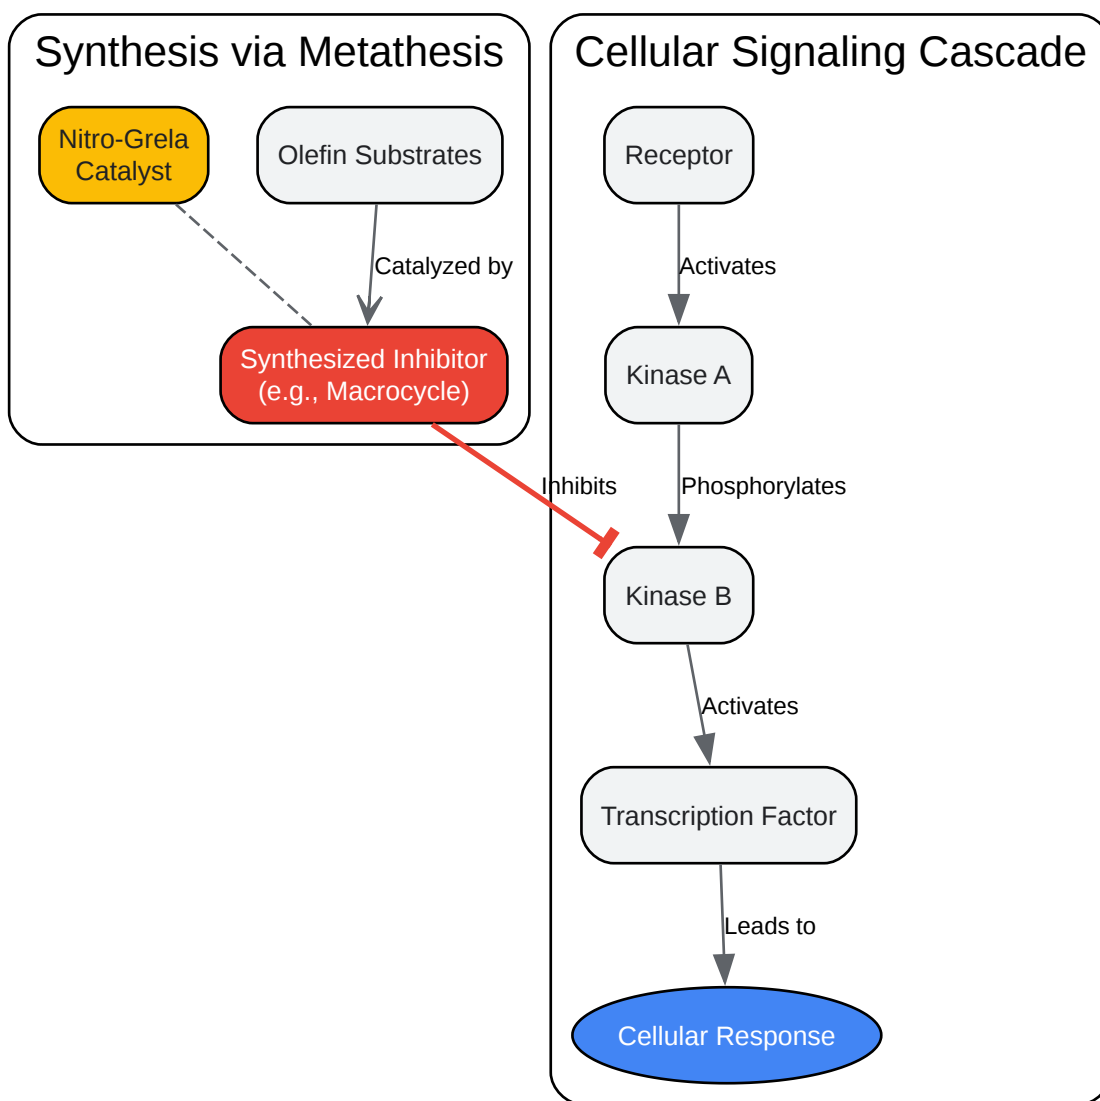 Synthesis via Metathesis
Nitro-Grela
Catalyst
Olefin Substrates
Catalyzed by
Synthesized Inhibitor
(e.g., Macrocycle)
Inhibits
Cellular Signaling Cascade
Receptor
Activates
Kinase A
Phosphorylates
Kinase B
Activates
Transcription Factor
Leads to
Cellular Response